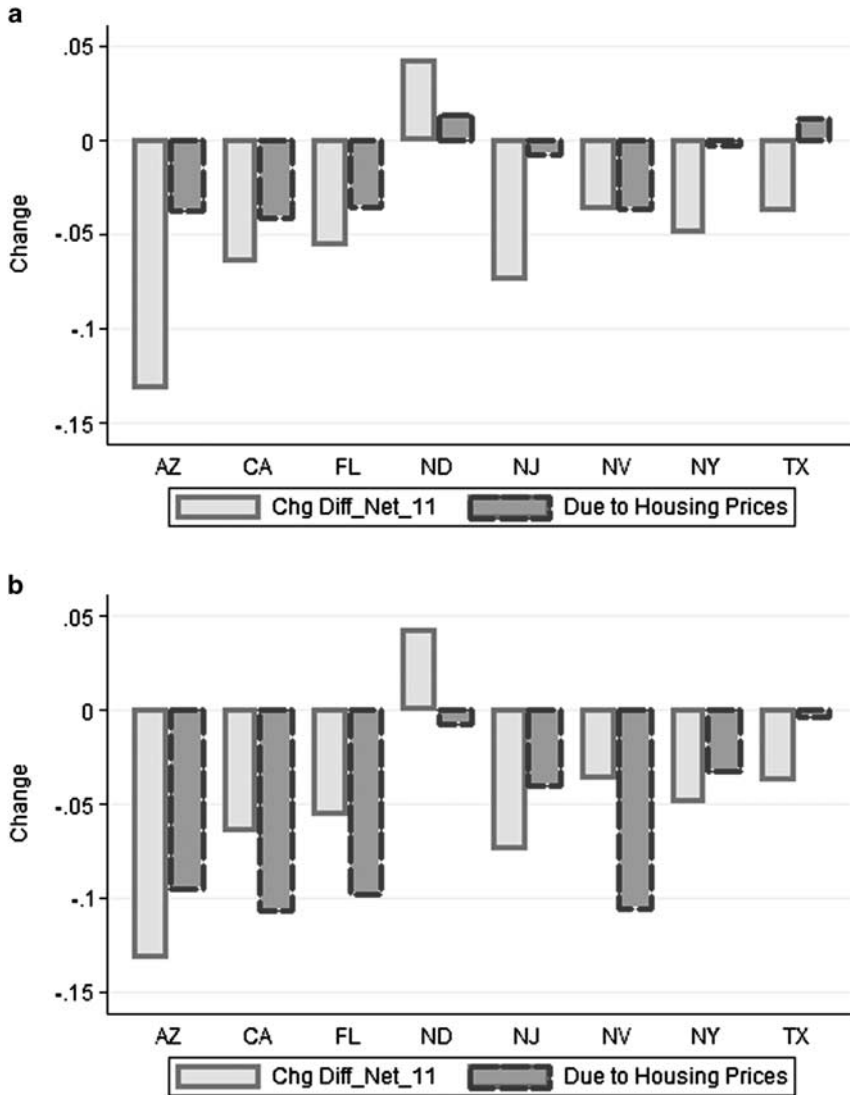 a
.05
0
-.05
-.1
-.15
Change
AZ CA FL ND NJ NV NY TX
Chg Diff_Net_11 Due to Housing Prices
b
.05
0
-.05
-.1
-.15
Change
AZ CA FL ND NJ NV NY TX
Chg Diff_Net_11 Due to Housing Prices